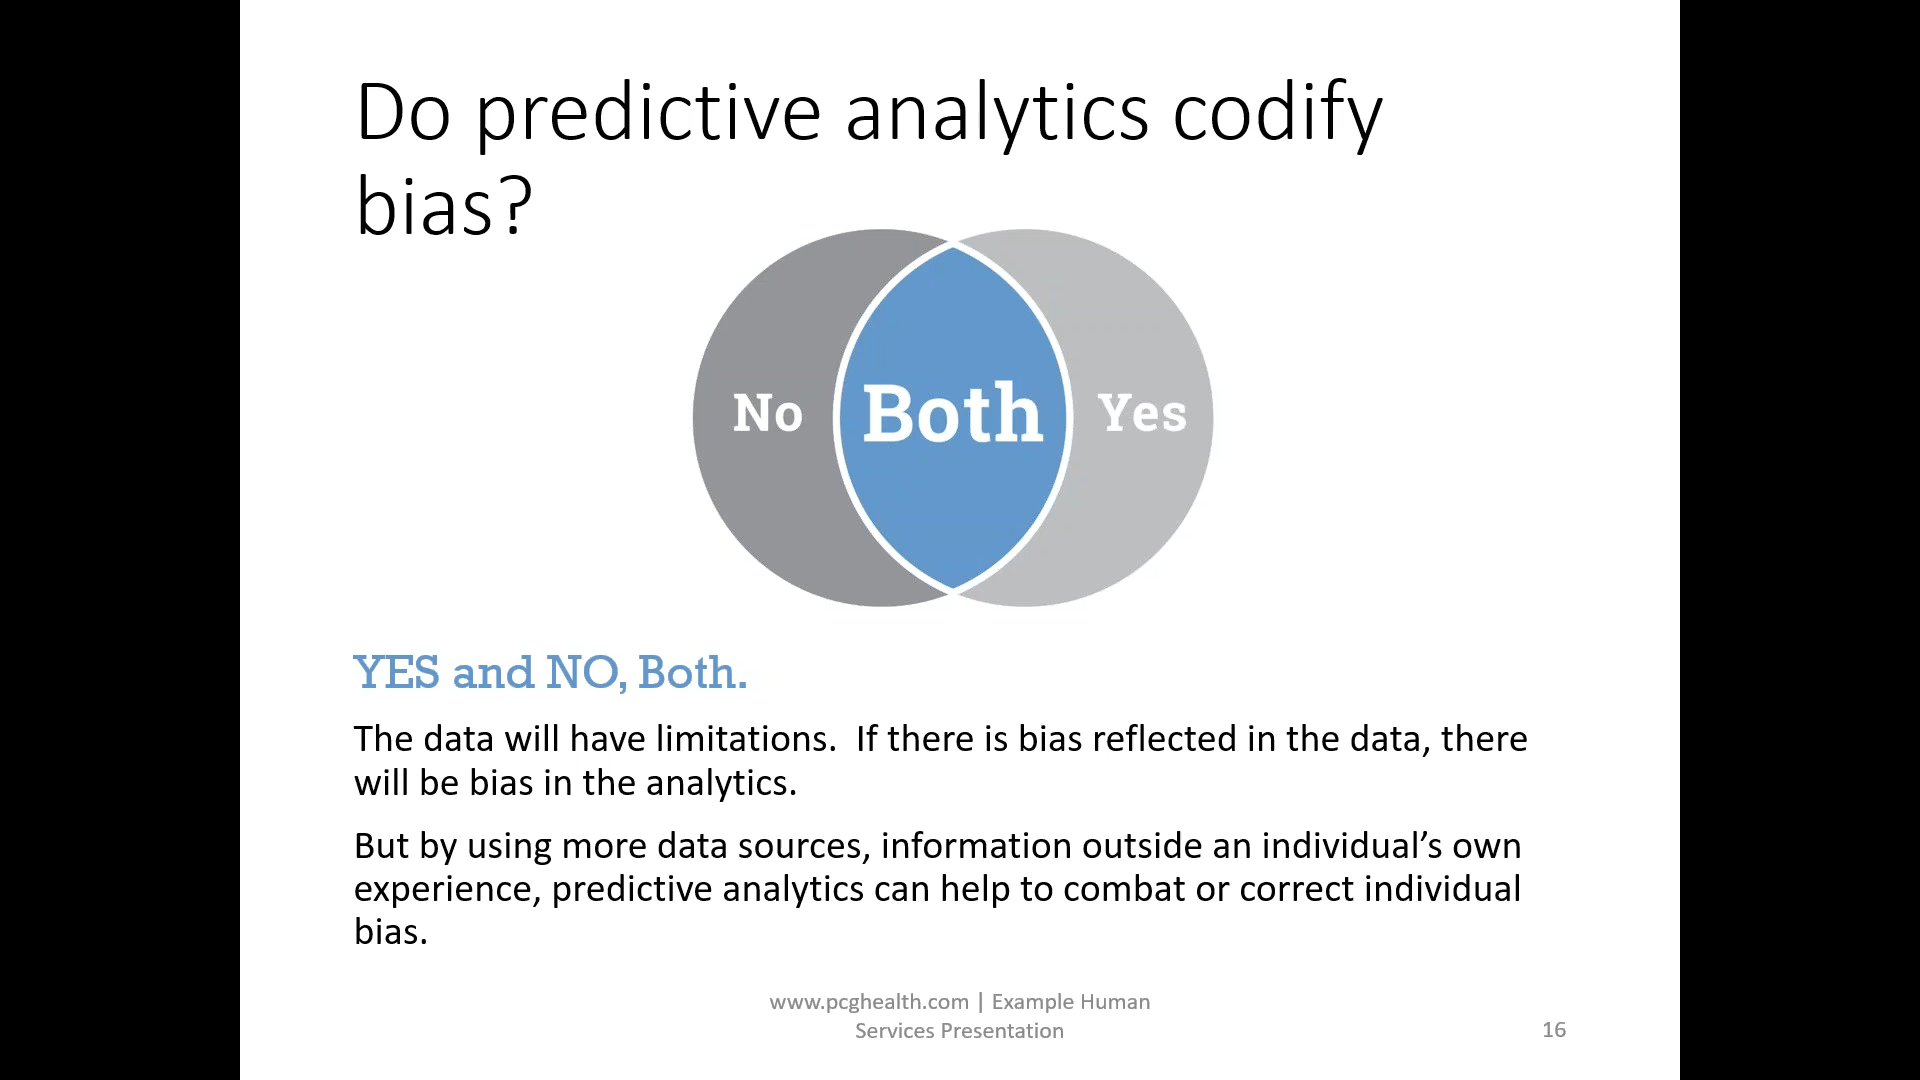 Do predictive analytics codify
bias?
No
Both
Yes
YES and NO, Both.
The data will have limitations.  If there is bias reflected in the data, there
will be bias in the analytics.
But by using more data sources, information outside an individual’s own
experience, predictive analytics can help to combat or correct individual
bias.
www.pcghealth.com | Example Human
Services Presentation
16